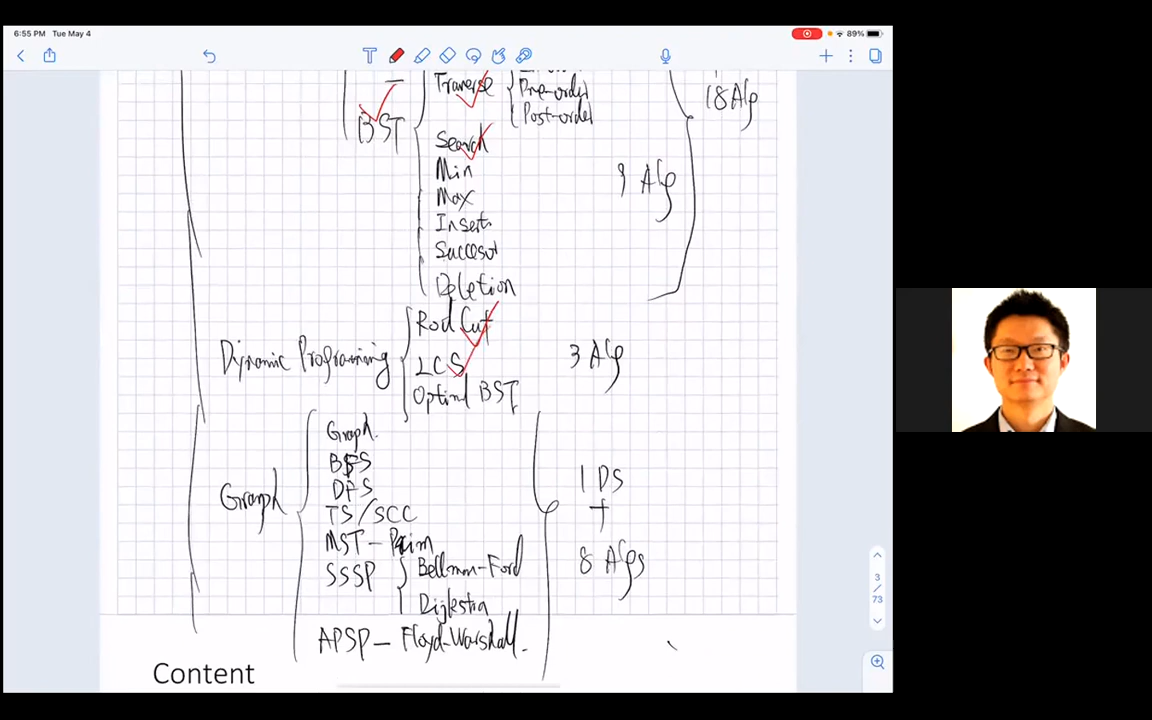 6:55 PM Tue May 4
89%
T
Traverse
Pre-order
Post-order
18 Alg
BST
Search
Min
Max
9 Alg
Insert
Succesor
Deletion
Rod Cut
Dynamic Programing
LCS
3 Alg
Optimal BST
Graph.
BFS
DFS
Graph
1 DS
+
8 Algs
TS/SCC
MST - Prim
SSSP
Bellman-Ford
Dijkstra
APSP - Floyd-Warshall.
3
/
73
Content